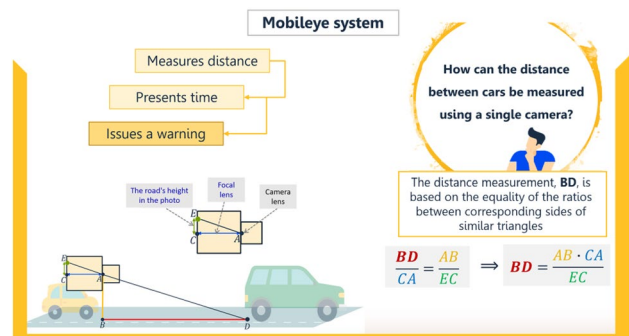 Mobileye system
Measures distance
Presents time
Issues a warning
How can the distance
between cars be measured
using a single camera?
The distance measurement, BD, is
based on the equality of the ratios
between corresponding sides of
similar triangles
BD/CA = AB/EC ⟹ BD = AB · CA/EC
The road's height
in the photo
Focal
lens
Camera
lens
E
C
A
E
C
A
B
D